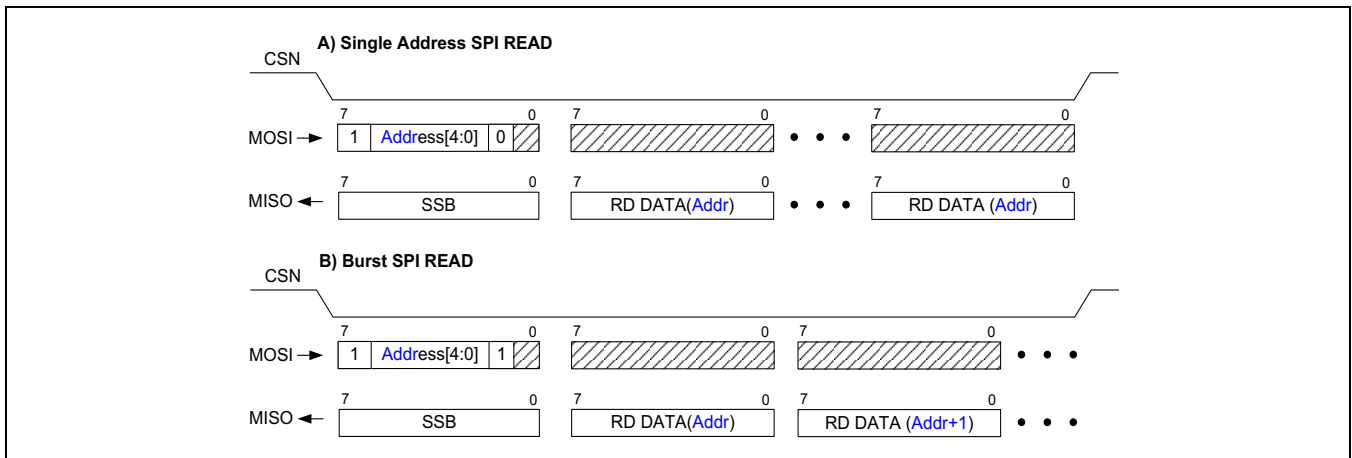 A) Single Address SPI READ
CSN
7 0 7 0 7 0
MOSI 1 Address[4:0] 0
7 0 7 0 7 0
MISO SSB RD DATA(Addr) • • • RD DATA (Addr)
B) Burst SPI READ
CSN
7 0 7 0 7 0
MOSI 1 Address[4:0] 1
7 0 7 0 7 0
MISO SSB RD DATA(Addr) RD DATA (Addr+1) • • •